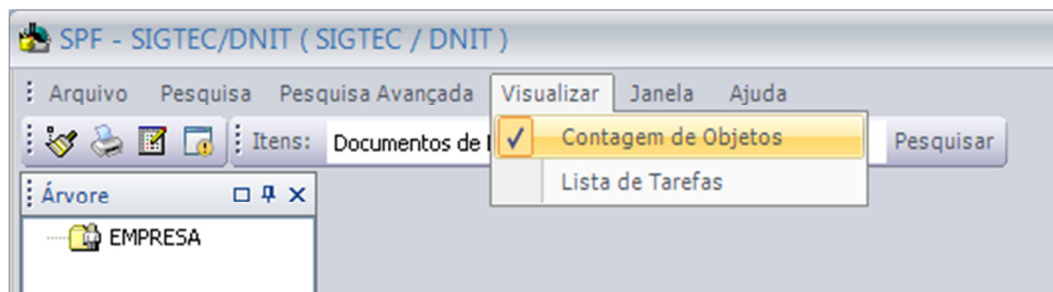 SPF - SIGTEC/DNIT ( SIGTEC / DNIT )
Arquivo Pesquisa Pesquisa Avançada Visualizar Janela Ajuda
Itens: Documentos de Pesquisar
Contagem de Objetos
Lista de Tarefas
Árvore
EMPRESA